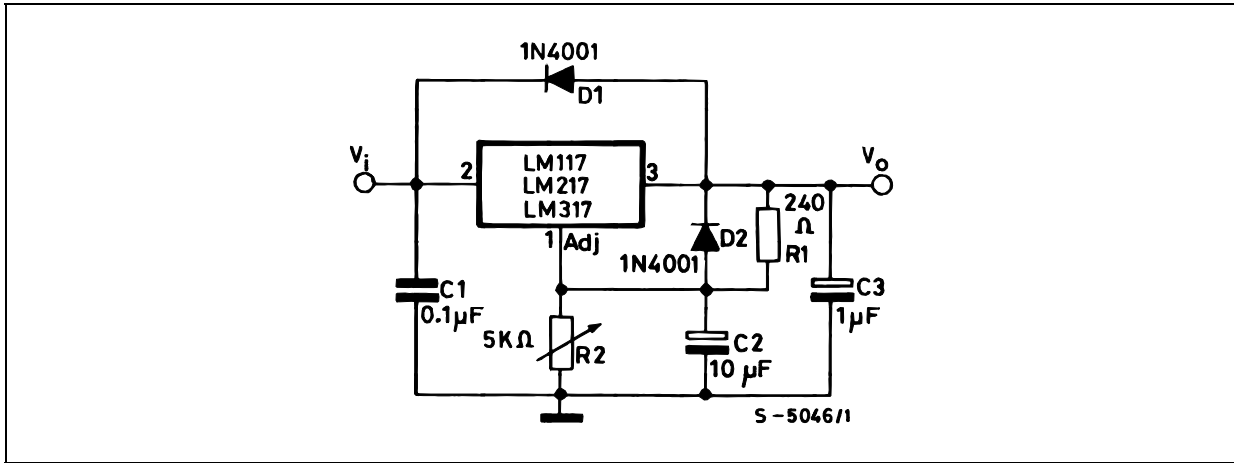 1N4001
D1
Vi
2
LM117
LM217
LM317
3
Vo
1 Adj
1N4001
D2
240
Ω
R1
C1
0.1µF
5KΩ
R2
C2
10 µF
C3
1µF
S-5046/1